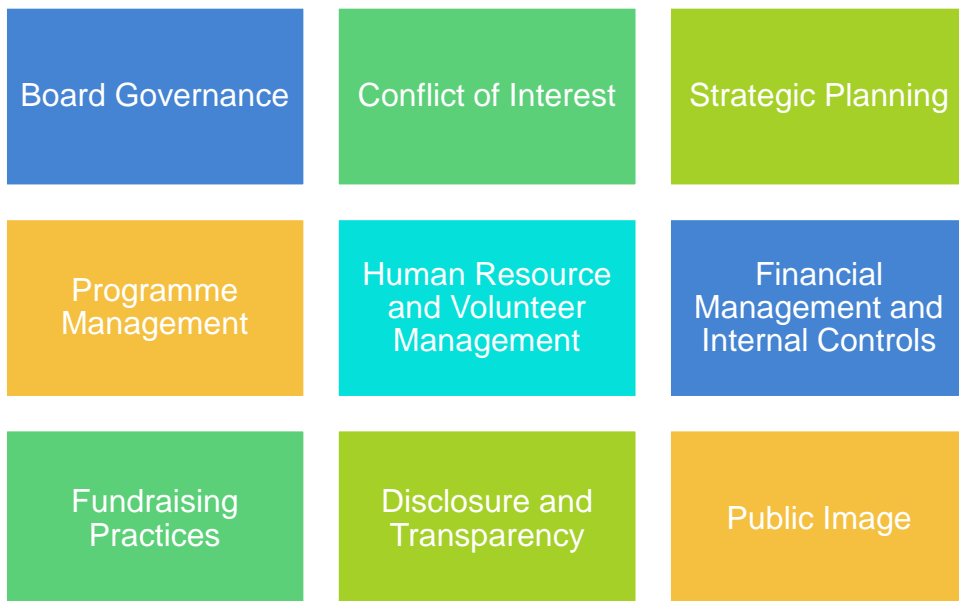 Board Governance
Conflict of Interest
Strategic Planning
Programme
Management
Human Resource
and Volunteer
Management
Financial
Management and
Internal Controls
Fundraising
Practices
Disclosure and
Transparency
Public Image